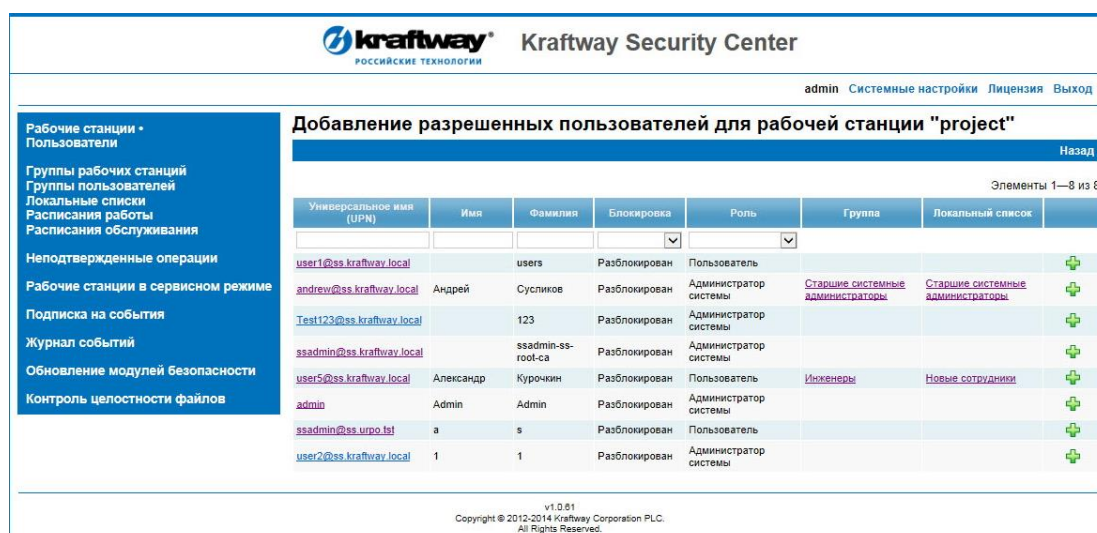 kraftway®
РОССИЙСКИЕ ТЕХНОЛОГИИ
Kraftway Security Center
admin Системные настройки Лицензия Выход
Рабочие станции •
Пользователи
Группы рабочих станций
Группы пользователей
Локальные списки
Расписания работы
Расписания обслуживания
Неподтвержденные операции
Рабочие станции в сервисном режиме
Подписка на события
Журнал событий
Обновление модулей безопасности
Контроль целостности файлов
Добавление разрешенных пользователей для рабочей станции "project"
Назад
Элементы 1—8 из 8
Универсальное имя (UPN) Имя Фамилия Блокировка Роль Группа Локальный список
user1@ss.kraftway.local users Разблокирован Пользователь
andrew@ss.kraftway.local Андрей Сусликов Разблокирован Администратор системы Старшие системные администраторы Старшие системные администраторы
Test123@ss.kraftway.local 123 Разблокирован Администратор системы
ssadmin@ss.kraftway.local ssadmin-ss-root-ca Разблокирован Администратор системы
user5@ss.kraftway.local Александр Курочкин Разблокирован Пользователь Инженеры Новые сотрудники
admin Admin Admin Разблокирован Администратор системы
ssadmin@ss.urpo.tst a s Разблокирован Пользователь
user2@ss.kraftway.local 1 1 Разблокирован Администратор системы
v1.0.61
Copyright © 2012-2014 Kraftway Corporation PLC.
All Rights Reserved.